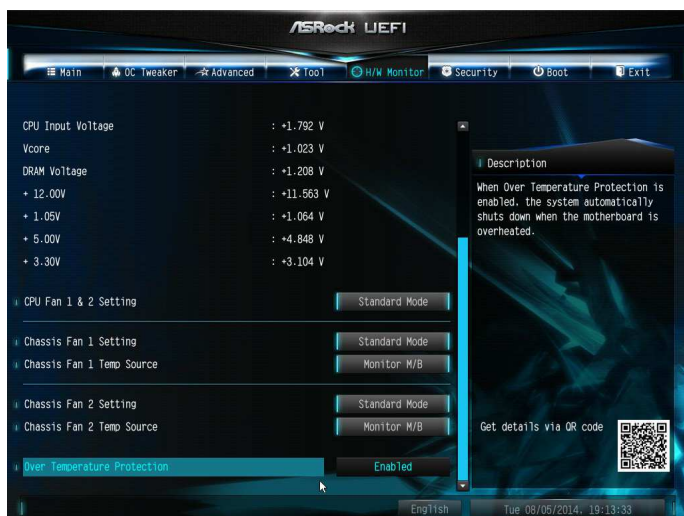 ASRock UEFI
Main OC Tweaker Advanced Tool H/W Monitor Security Boot Exit
CPU Input Voltage : +1.792 V
Vcore : +1.023 V
DRAM Voltage : +1.208 V
+ 12.00V : +11.563 V
+ 1.05V : +1.064 V
+ 5.00V : +4.848 V
+ 3.30V : +3.104 V
CPU Fan 1 & 2 Setting Standard Mode
Chassis Fan 1 Setting Standard Mode
Chassis Fan 1 Temp Source Monitor M/B
Chassis Fan 2 Setting Standard Mode
Chassis Fan 2 Temp Source Monitor M/B
Over Temperature Protection Enabled
Description
When Over Temperature Protection is
enabled, the system automatically
shuts down when the motherboard is
overheated.
Get details via QR code
English Tue 08/05/2014. 19:13:33